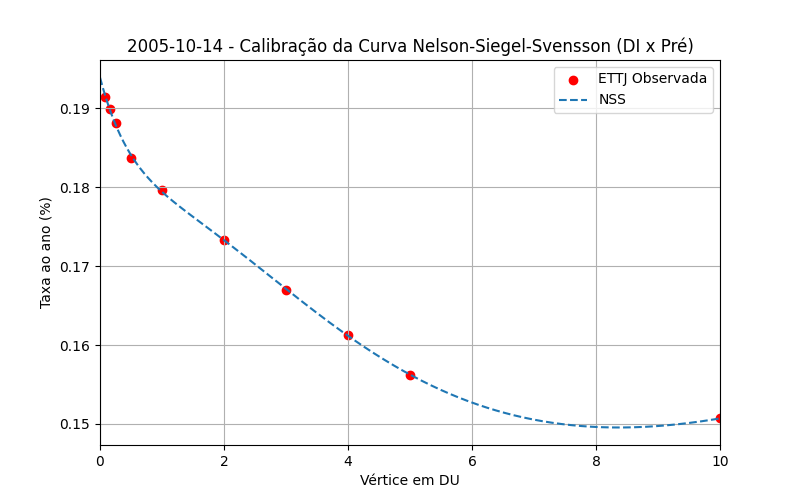 2005-10-14 - Calibração da Curva Nelson-Siegel-Svensson (DI x Pré)
ETTJ Observada
NSS
Taxa ao ano (%)
0.19
0.18
0.17
0.16
0.15
0 2 4 6 8 10
Vértice em DU